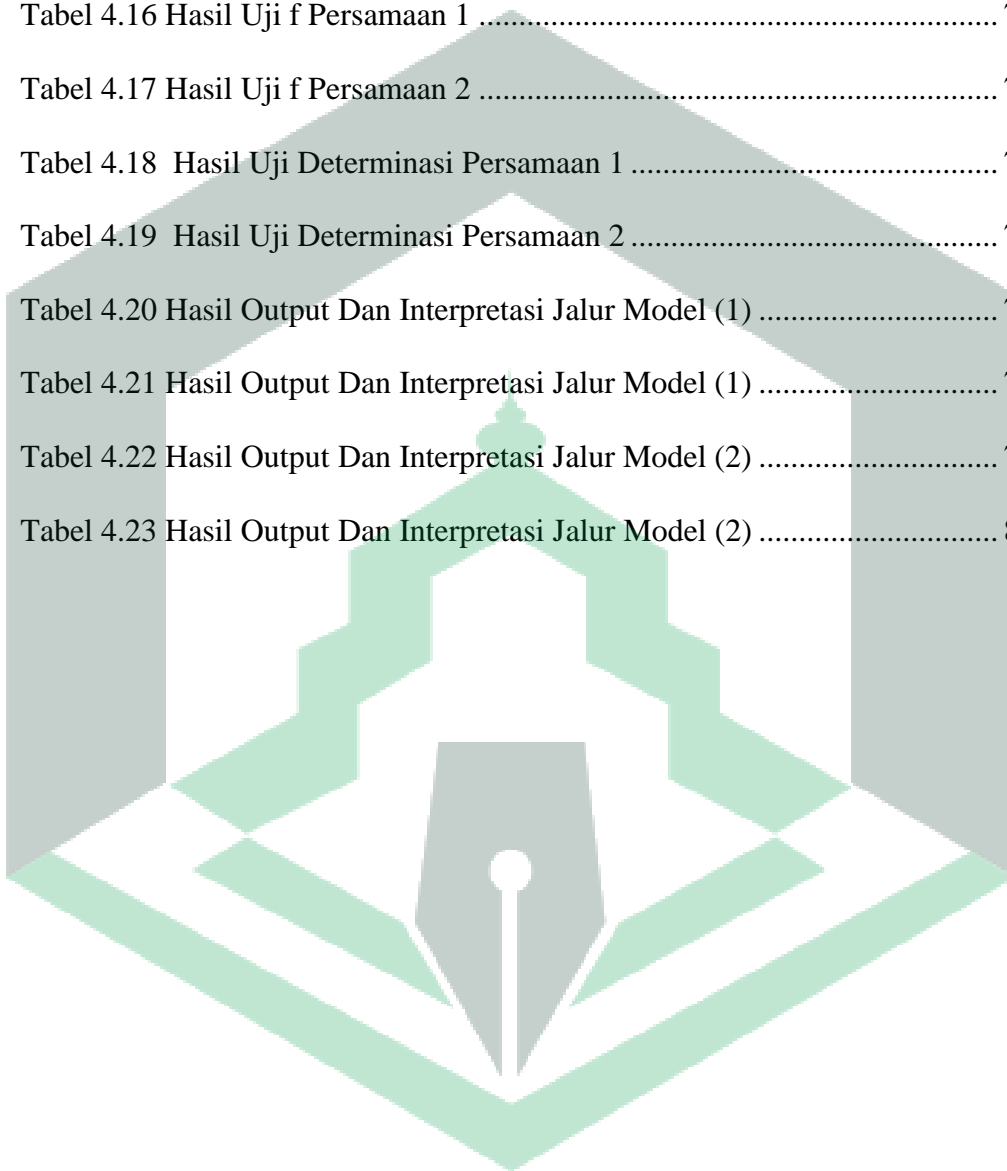 Tabel 4.16 Hasil Uji f Persamaan 1 ........................................................................
Tabel 4.17 Hasil Uji f Persamaan 2 ........................................................................
Tabel 4.18  Hasil Uji Determinasi Persamaan 1 ...................................................
Tabel 4.19  Hasil Uji Determinasi Persamaan 2 ...................................................
Tabel 4.20 Hasil Output Dan Interpretasi Jalur Model (1) .................................
Tabel 4.21 Hasil Output Dan Interpretasi Jalur Model (1) .................................
Tabel 4.22 Hasil Output Dan Interpretasi Jalur Model (2) .................................
Tabel 4.23 Hasil Output Dan Interpretasi Jalur Model (2) .................................